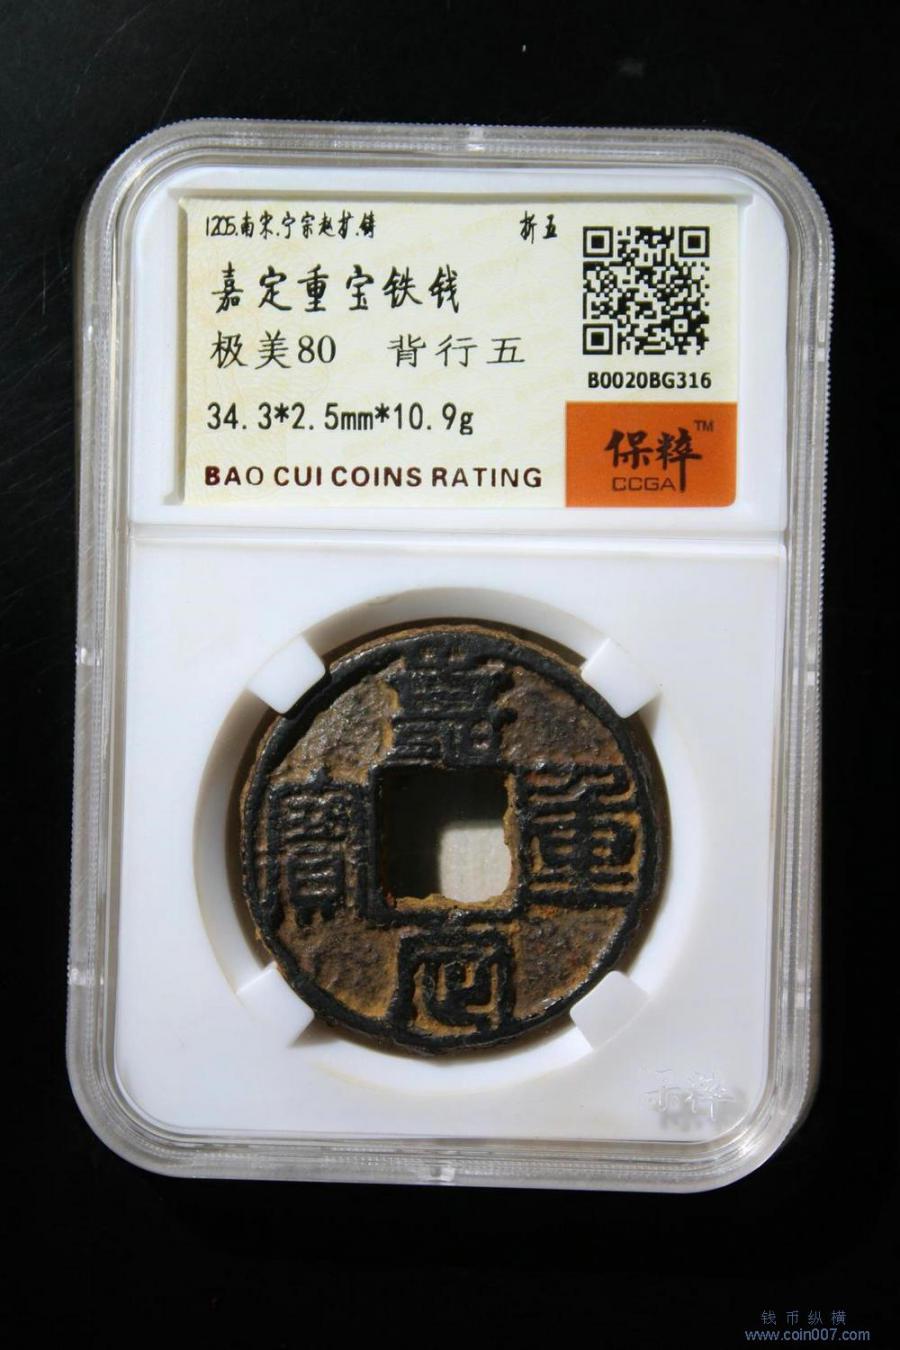 1205.南宋.宁宗赵扩.铸 折五
嘉定重宝铁钱
极美80 背行五
34.3*2.5mm*10.9g
BAO CUI COINS RATING
B0020BG316
保粹™
CCGA
嘉
寶 重
定
钱币纵横
www.coin007.com